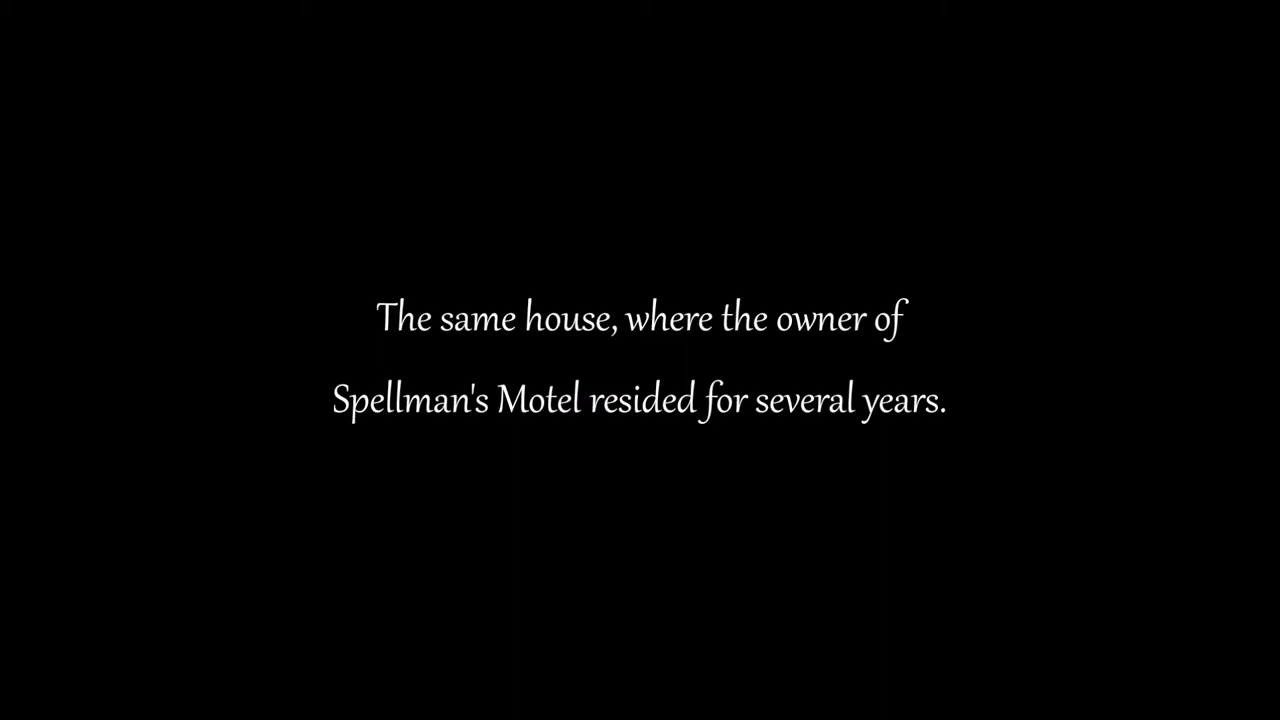 The same house, where the owner of
Spellman's Motel resided for several years.